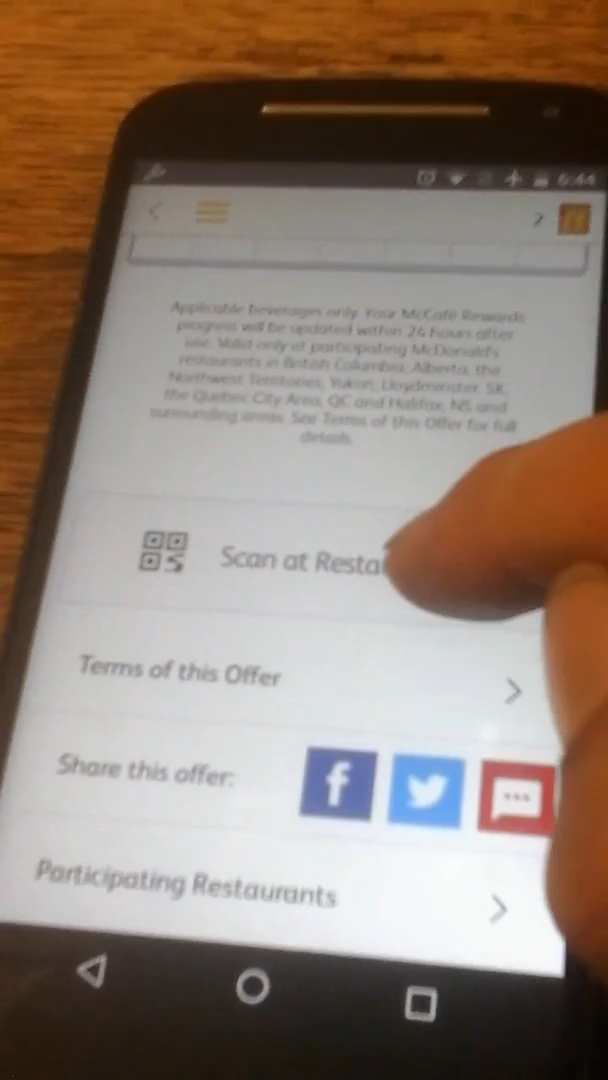 6:44
2
Applicable beverages only. Your McCafé Rewards
progress will be updated within 24 hours after
use. Valid only at participating McDonald's
restaurants in British Columbia, Alberta, the
Northwest Territories, Yukon, Lloydminster, SK,
the Quebec City Area, QC and Halifax, NS and
surrounding areas. See Terms of this Offer for full
details.
Scan at Resta
Terms of this Offer
Share this offer:
Participating Restaurants